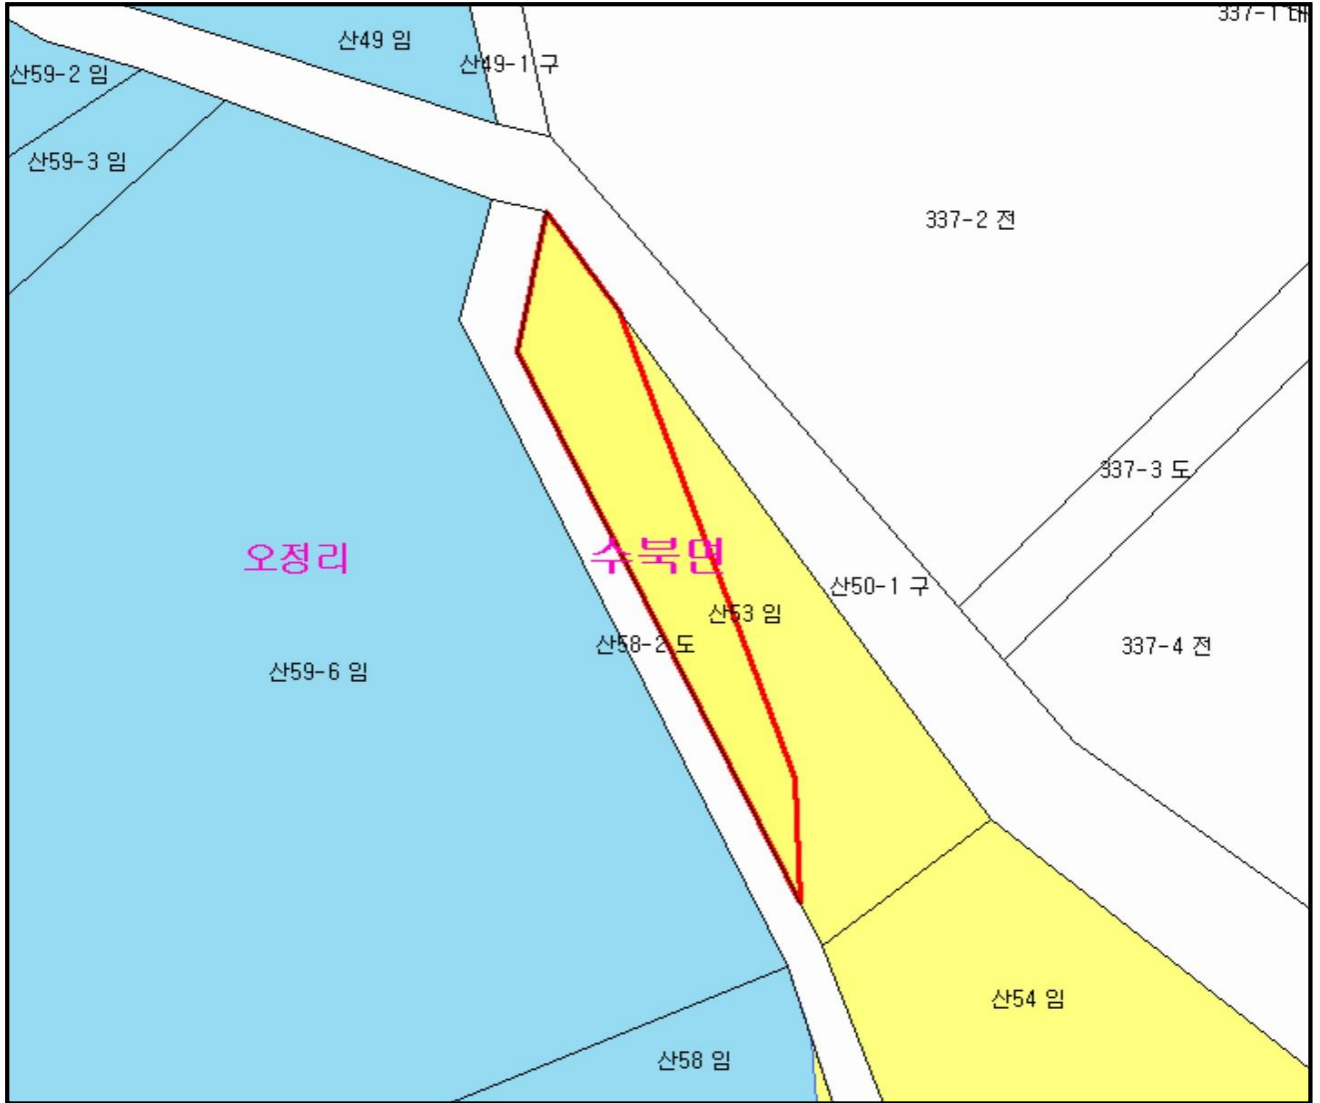 337-1 대
산49 임
산49-1 구
산59-2 임
산59-3 임
337-2 전
337-3 도
오정리
수북면
산50-1 구
산53 임
산58-2 도
337-4 전
산59-6 임
산54 임
산58 임